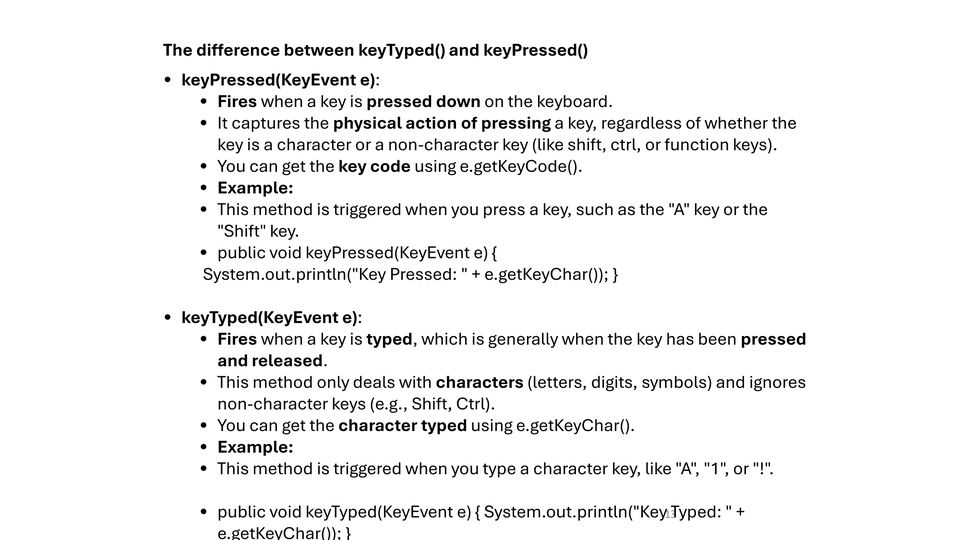 The difference between keyTyped() and keyPressed()
• keyPressed(KeyEvent e):
• Fires when a key is pressed down on the keyboard.
• It captures the physical action of pressing a key, regardless of whether the
key is a character or a non-character key (like shift, ctrl, or function keys).
• You can get the key code using e.getKeyCode().
• Example:
• This method is triggered when you press a key, such as the "A" key or the
"Shift" key.
• public void keyPressed(KeyEvent e) {
System.out.println("Key Pressed: " + e.getKeyChar()); }
• keyTyped(KeyEvent e):
• Fires when a key is typed, which is generally when the key has been pressed
and released.
• This method only deals with characters (letters, digits, symbols) and ignores
non-character keys (e.g., Shift, Ctrl).
• You can get the character typed using e.getKeyChar().
• Example:
• This method is triggered when you type a character key, like "A", "1", or "!".
• public void keyTyped(KeyEvent e) { System.out.println("Key Typed: " +
e.getKeyChar()); }